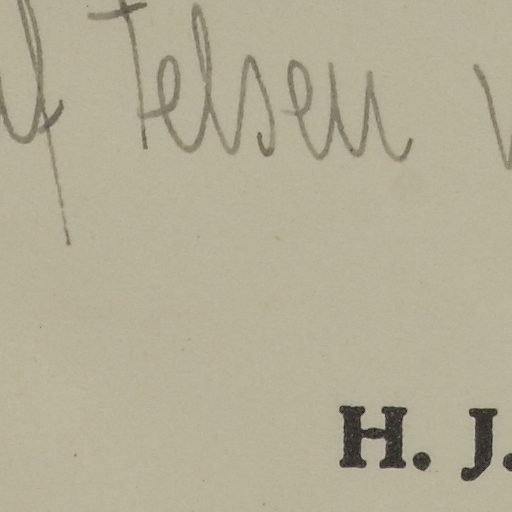 Felsen
H. J.